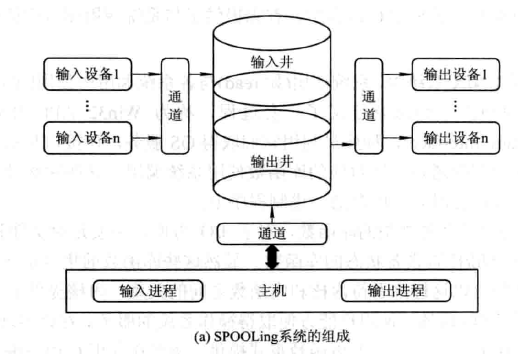 输入设备1
⋮
输入设备n
通道
输入井
输出井
通道
输出设备1
⋮
输出设备n
通道
输入进程
主机
输出进程
(a) SPOOLing系统的组成